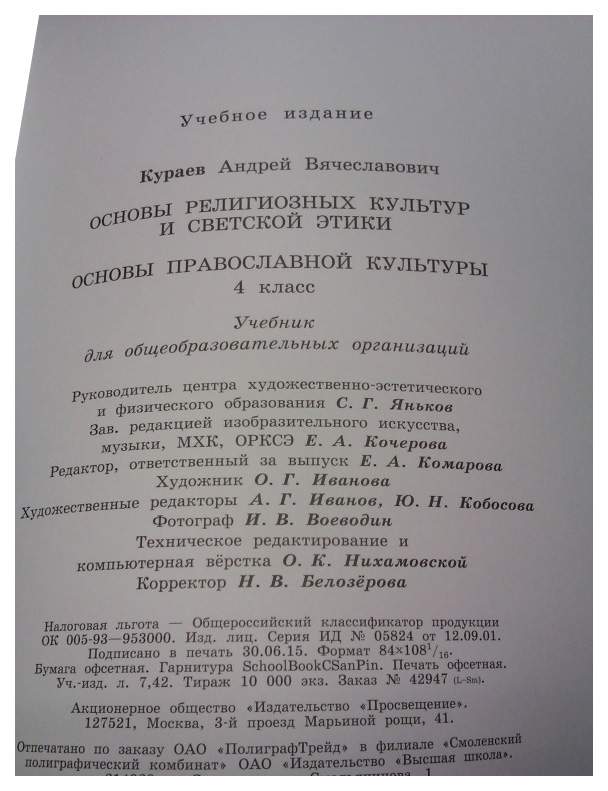 Учебное издание
Кураев Андрей Вячеславович
ОСНОВЫ РЕЛИГИОЗНЫХ КУЛЬТУР
И СВЕТСКОЙ ЭТИКИ
ОСНОВЫ ПРАВОСЛАВНОЙ КУЛЬТУРЫ
4 класс
Учебник
для общеобразовательных организаций
Руководитель центра художественно-эстетического
и физического образования С. Г. Яньков
Зав. редакцией изобразительного искусства,
музыки, МХК, ОРКСЭ Е. А. Кочерова
Редактор, ответственный за выпуск Е. А. Комарова
Художник О. Г. Иванова
Художественные редакторы А. Г. Иванов, Ю. Н. Кобосова
Фотограф И. В. Воеводин
Техническое редактирование и
компьютерная вёрстка О. К. Нихамовской
Корректор Н. В. Белозёрова
Налоговая льгота — Общероссийский классификатор продукции
ОК 005-93—953000. Изд. лиц. Серия ИД № 05824 от 12.09.01.
Подписано в печать 30.06.15. Формат 84×108¹/₁₆.
Бумага офсетная. Гарнитура SchoolBookCSanPin. Печать офсетная.
Уч.-изд. л. 7,42. Тираж 10 000 экз. Заказ № 42947 (L-Sm).
Акционерное общество «Издательство «Просвещение».
127521, Москва, 3-й проезд Марьиной рощи, 41.
Отпечатано по заказу ОАО «ПолиграфТрейд» в филиале «Смоленский
полиграфический комбинат» ОАО «Издательство «Высшая школа».